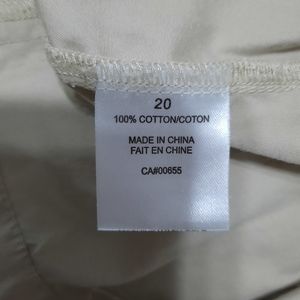 20
100% COTTON/COTON
MADE IN CHINA
FAIT EN CHINE
CA#00655